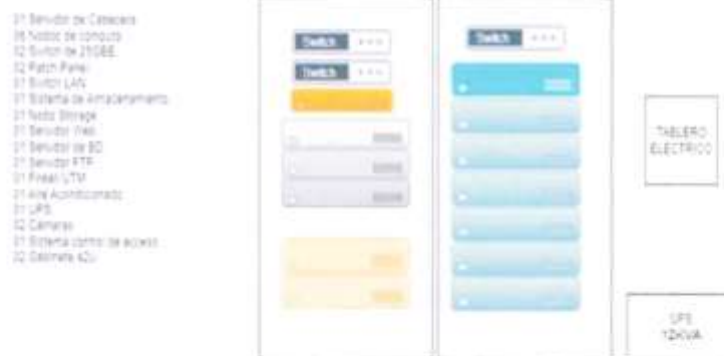 01 Servidor de Cabecera
06 Nodos de computo
02 Switch de 25GBE
02 Patch Panel
01 Switch LAN
01 Sistema de Almacenamiento
01 Nodo Storage
01 Servidor Web
01 Servidor de BD
01 Servidor FTP
01 UTM
01 Aire Acondicionado
01 UPS
02 Cámaras
01 Sistema control de acceso
02 Gabinete 42U
Switch
Switch
Switch
TABLERO
ELECTRICO
UPS
12KVA